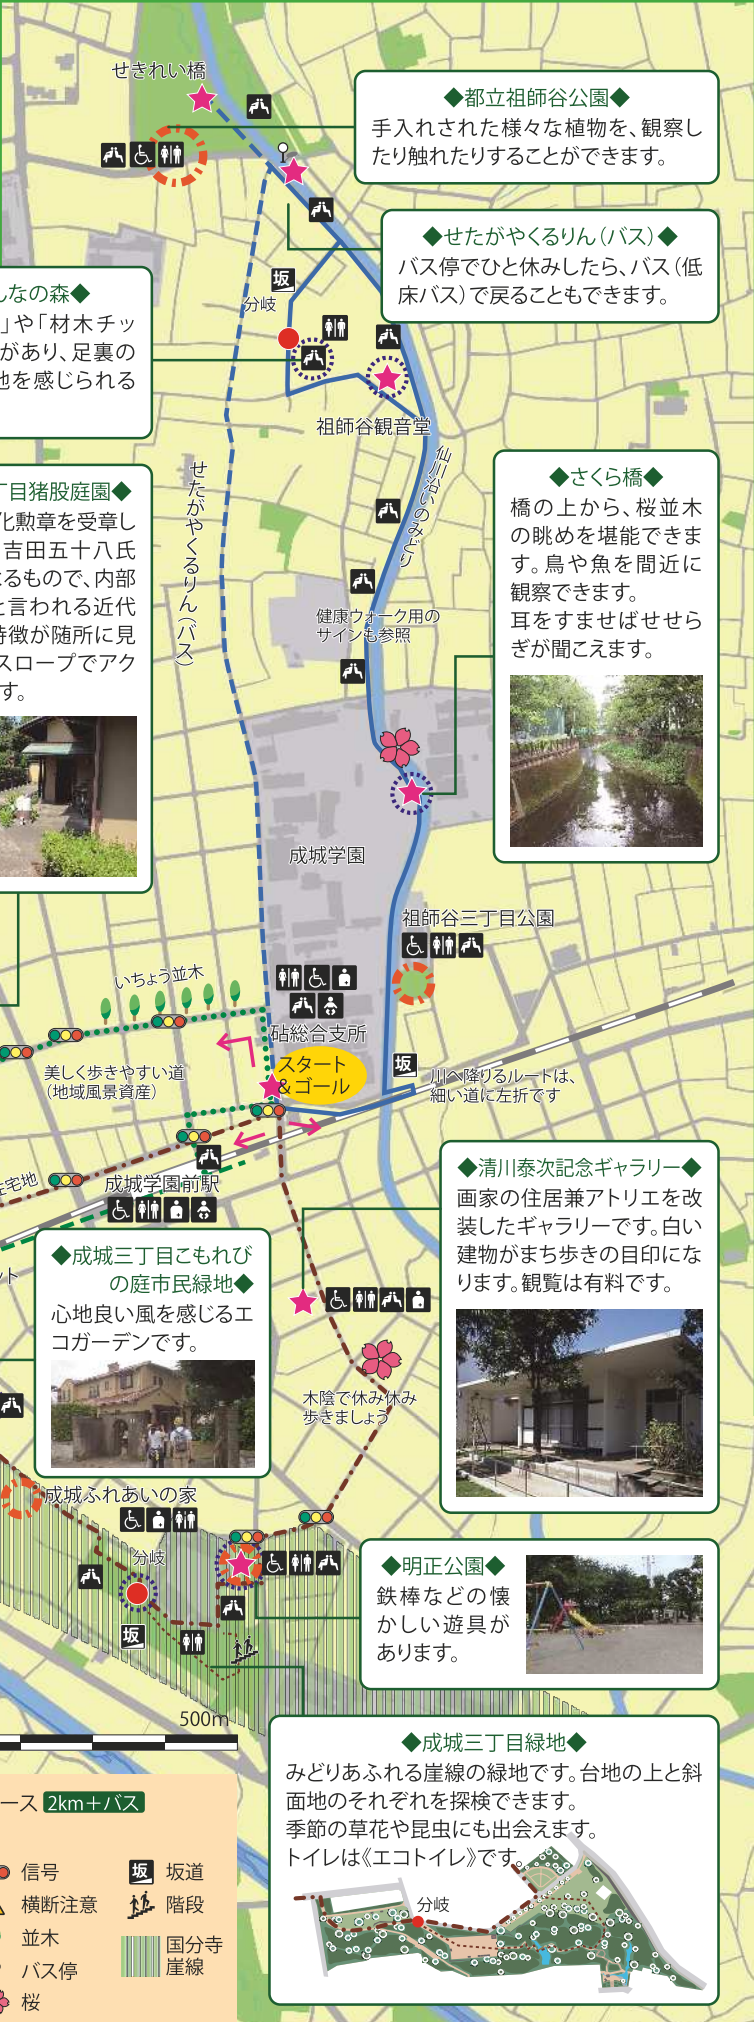 せきれい橋
◆都立祖師谷公園◆
手入れされた様々な植物を、観察し
たり触れたりすることができます。
◆せたがやくるりん（バス）◆
バス停でひと休みしたら、バス（低
床バス）で戻ることもできます。
坂
分岐
んなの森◆
」や「材木チッ
があり、足裏の
地を感じられる
祖師谷観音堂
仙川沿いのみどり
せたがやくるりん（バス）
丁目猪股庭園◆
化勲章を受章し
吉田五十八氏
よるもので、内部
と言われる近代
特徴が随所に見
スロープでアク
す。
◆さくら橋◆
橋の上から、桜並木
の眺めを堪能できま
す。鳥や魚を間近に
観察できます。
耳をすませばせせら
ぎが聞こえます。
健康ウォーク用の
サインも参照
成城学園
祖師谷三丁目公園
いちょう並木
砧総合支所
美しく歩きやすい道
（地域風景資産）
スタート
＆ゴール
坂
川へ降りるルートは、
細い道に左折です
住宅地
成城学園前駅
ット
◆清川泰次記念ギャラリー◆
画家の住居兼アトリエを改
装したギャラリーです。白い
建物がまち歩きの目印にな
ります。観覧は有料です。
◆成城三丁目こもれび
の庭市民緑地◆
心地良い風を感じるエ
コガーデンです。
木陰で休み休み
歩きましょう
成城ふれあいの家
分岐
坂
◆明正公園◆
鉄棒などの懐
かしい遊具が
あります。
500m
◆成城三丁目緑地◆
みどりあふれる崖線の緑地です。台地の上と斜
面地のそれぞれを探検できます。
季節の草花や昆虫にも出会えます。
トイレは《エコトイレ》です。
分岐
ース 2km＋バス
信号
坂 坂道
横断注意
階段
並木
国分寺
崖線
バス停
桜